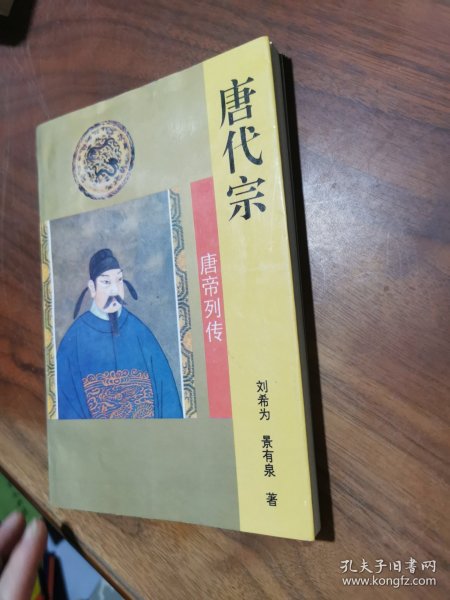 唐代宗
唐帝列传
刘希为 景有泉 著
孔夫子旧书网
www.kongfz.com